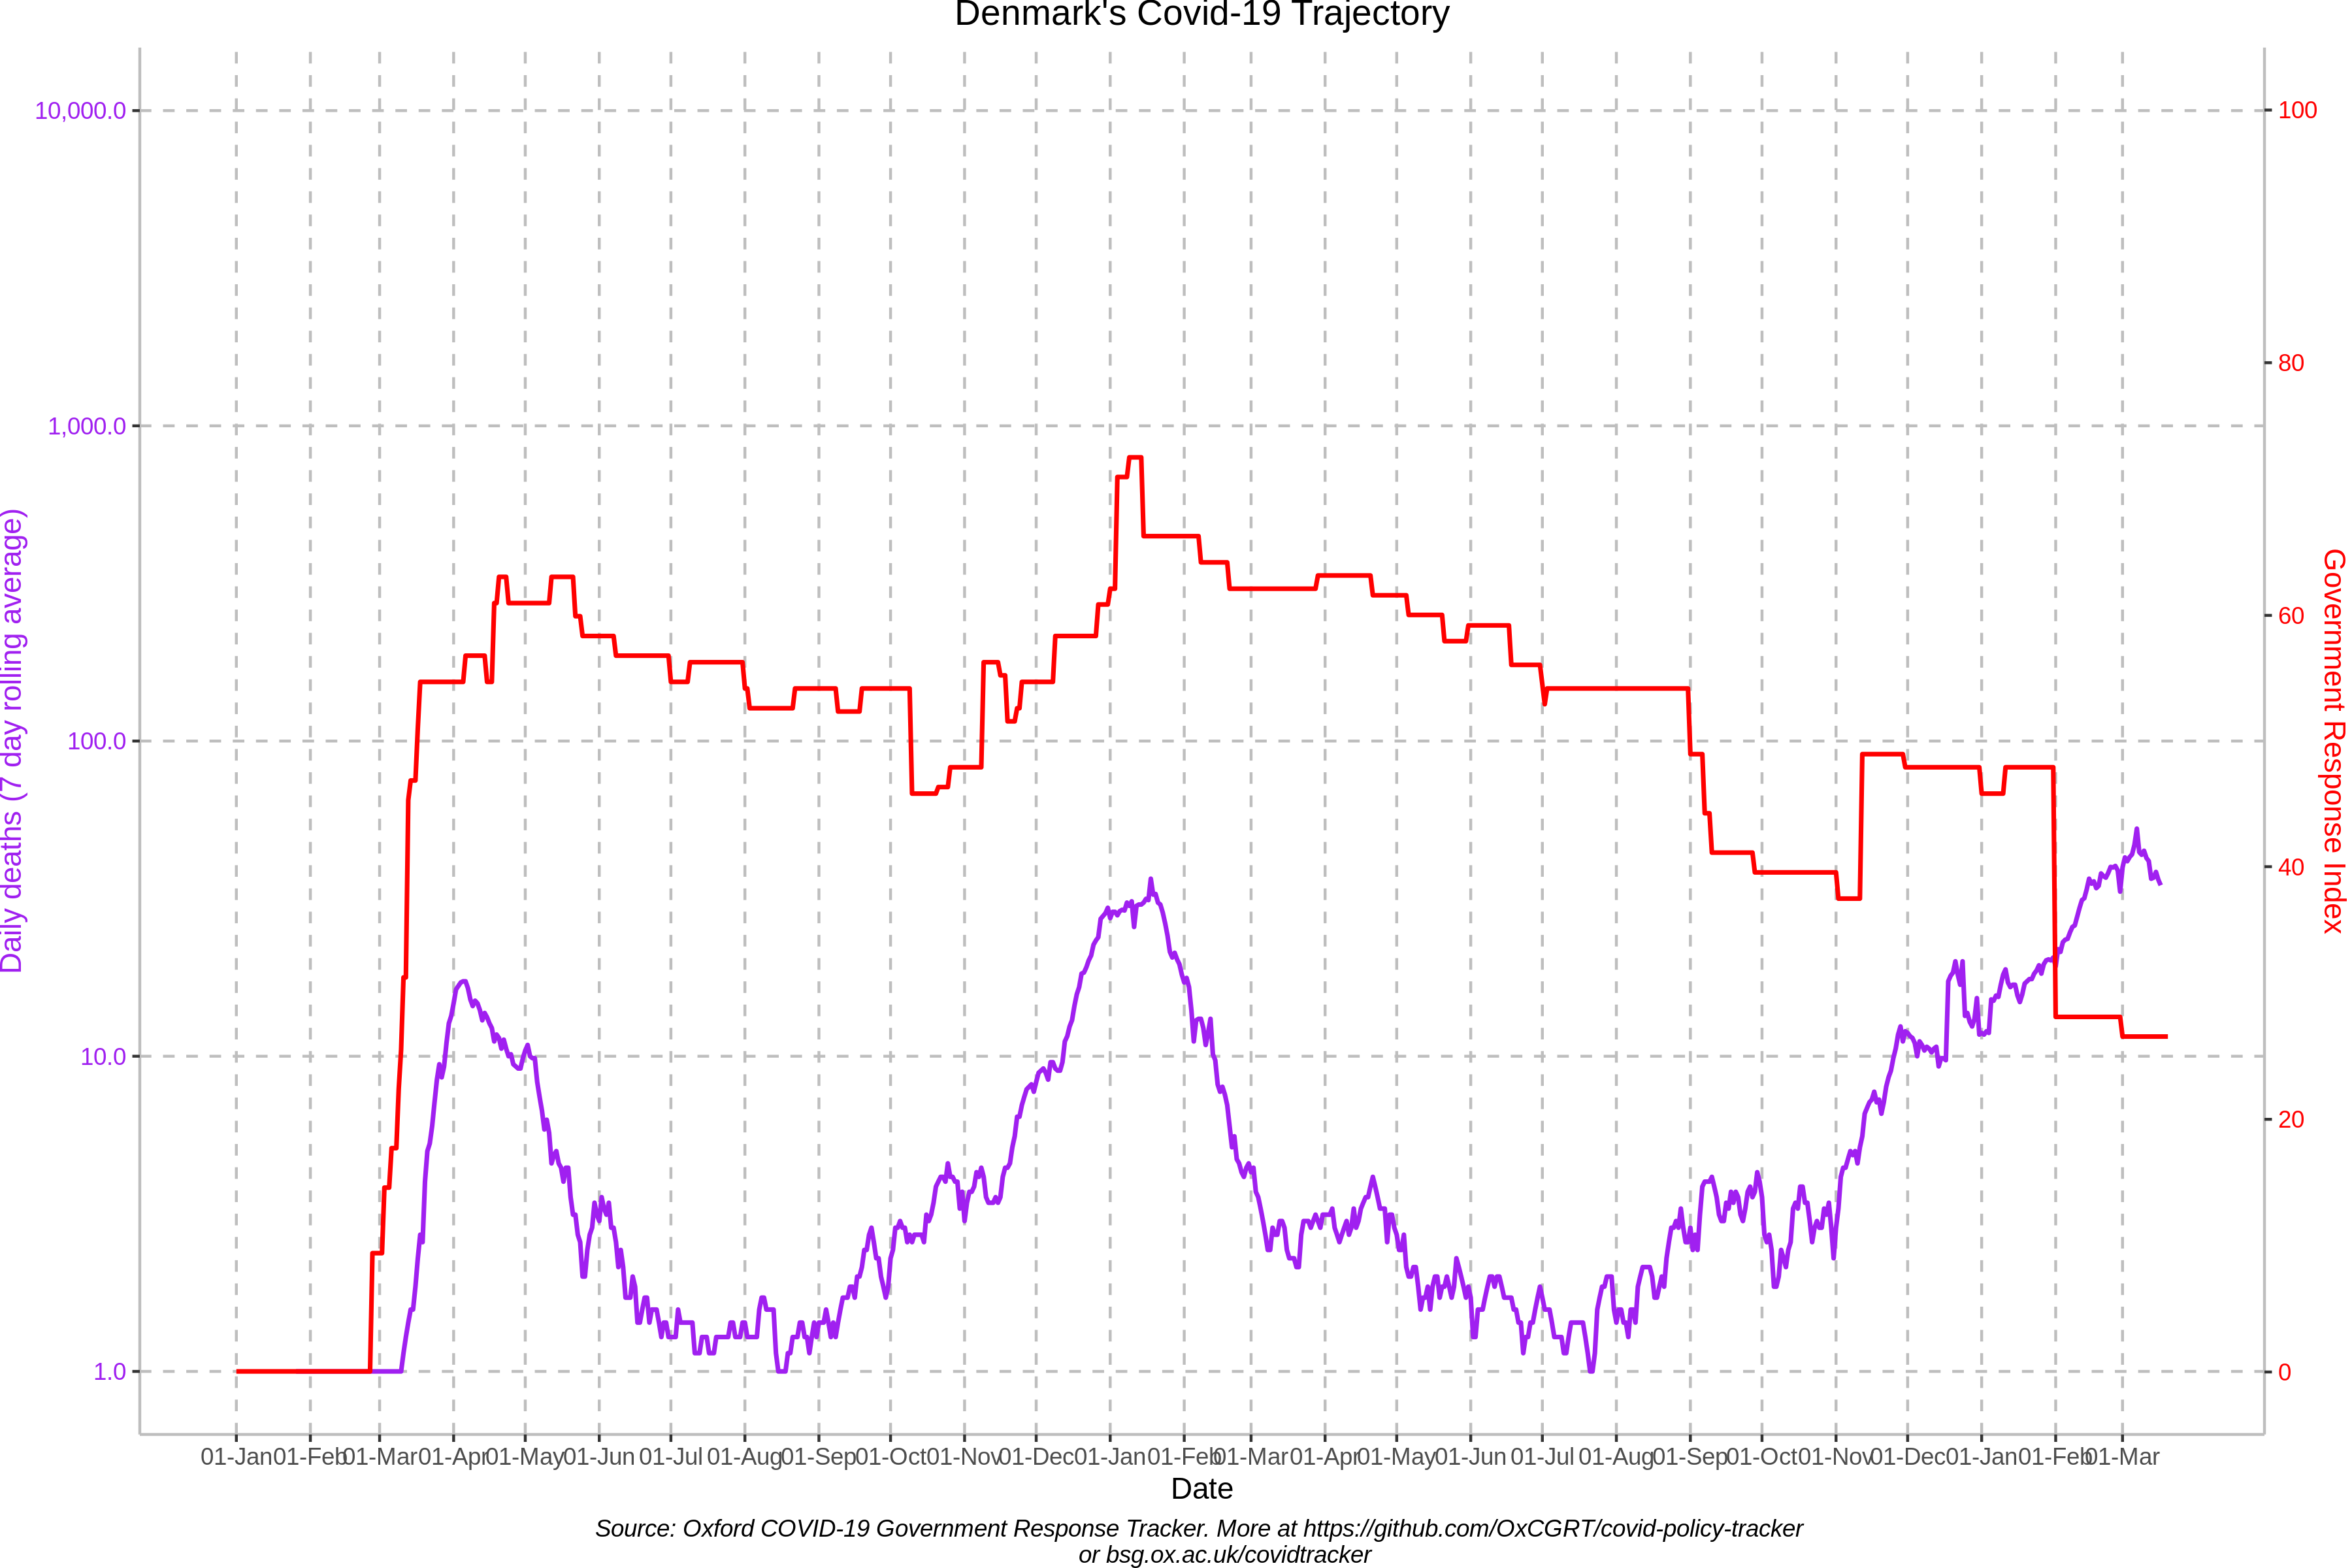 Denmark's Covid-19 Trajectory
Daily deaths (7 day rolling average)
10,000.0
1,000.0
100.0
10.0
1.0
100
80
60
40
20
0
Government Response Index
01-Jan 01-Feb 01-Mar 01-Apr 01-May 01-Jun 01-Jul 01-Aug 01-Sep 01-Oct 01-Nov 01-Dec 01-Jan 01-Feb 01-Mar 01-Apr 01-May 01-Jun 01-Jul 01-Aug 01-Sep 01-Oct 01-Nov 01-Dec 01-Jan 01-Feb 01-Mar
Date
Source: Oxford COVID-19 Government Response Tracker. More at https://github.com/OxCGRT/covid-policy-tracker
or bsg.ox.ac.uk/covidtracker